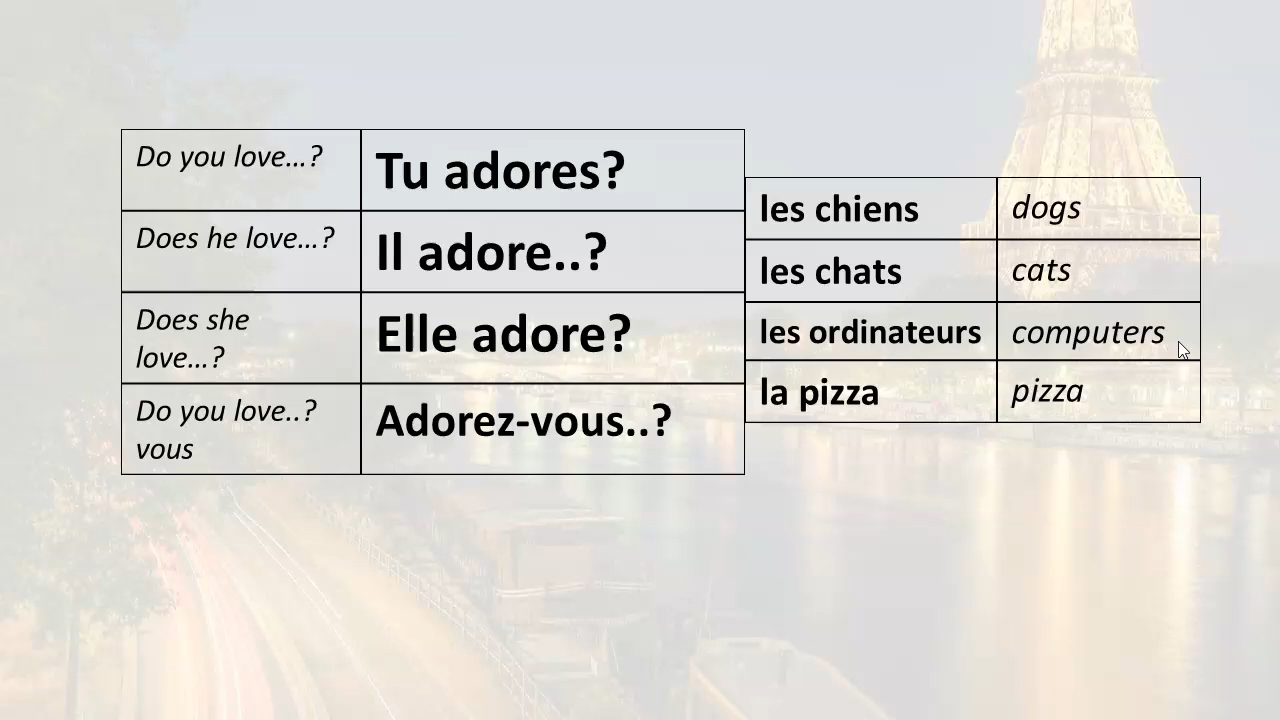 Do you love…?
Tu adores?
Does he love…?
Il adore..?
Does she
love…?
Elle adore?
Do you love..?
vous
Adorez-vous..?
les chiens
dogs
les chats
cats
les ordinateurs
computers
la pizza
pizza